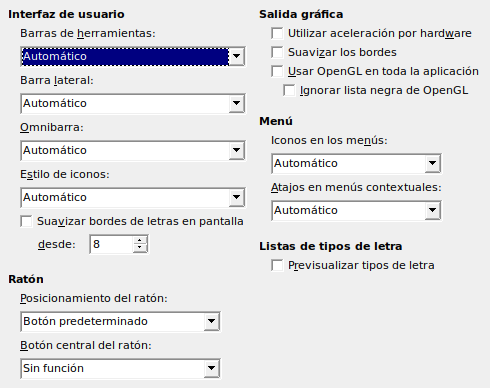 Interfaz de usuario
Barras de herramientas:
Automático
Barra lateral:
Automático
Omnibarra:
Automático
Estilo de iconos:
Automático
Suavizar bordes de letras en pantalla
desde: 8
Ratón
Posicionamiento del ratón:
Botón predeterminado
Botón central del ratón:
Sin función
Salida gráfica
Utilizar aceleración por hardware
Suavizar los bordes
Usar OpenGL en toda la aplicación
Ignorar lista negra de OpenGL
Menú
Iconos en los menús:
Automático
Atajos en menús contextuales:
Automático
Listas de tipos de letra
Previsualizar tipos de letra